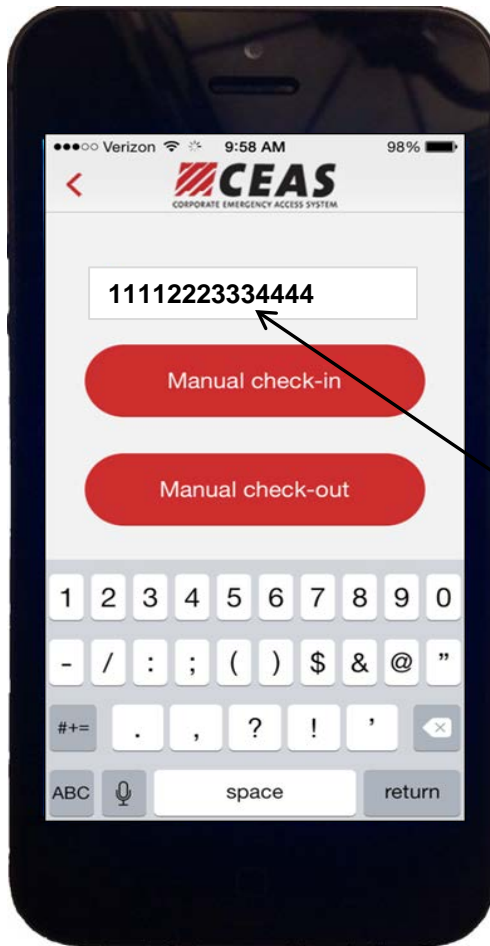 Verizon 9:58 AM 98%
CEAS
CORPORATE EMERGENCY ACCESS SYSTEM
11112223334444
Manual check-in
Manual check-out
1 2 3 4 5 6 7 8 9 0
- / : ; ( ) $ & @ ”
#+= . , ? ! ’
ABC space return